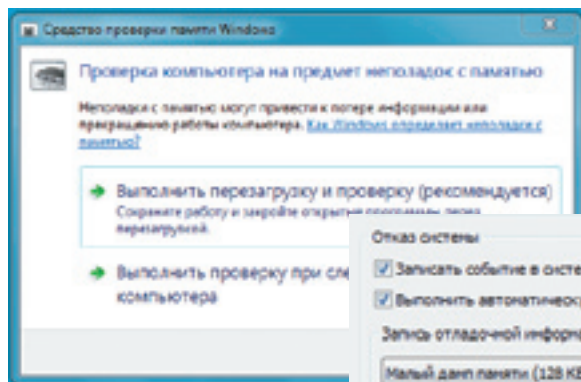 Средство проверки памяти Windows
Проверка компьютера на предмет неполадок с памятью
Неполадки с памятью могут привести к потере информации или
прекращению работы компьютера. Как Windows определяет неполадки с
памятью?
Выполнить перезагрузку и проверку (рекомендуется)
Сохраните работу и закройте открытые программы перед
перезагрузкой.
Выполнить проверку при сле
компьютера
Отказ системы
Записать событие в систе
Выполнить автоматическ
Запись отладочной информа
Малый дамп памяти (128 КБ